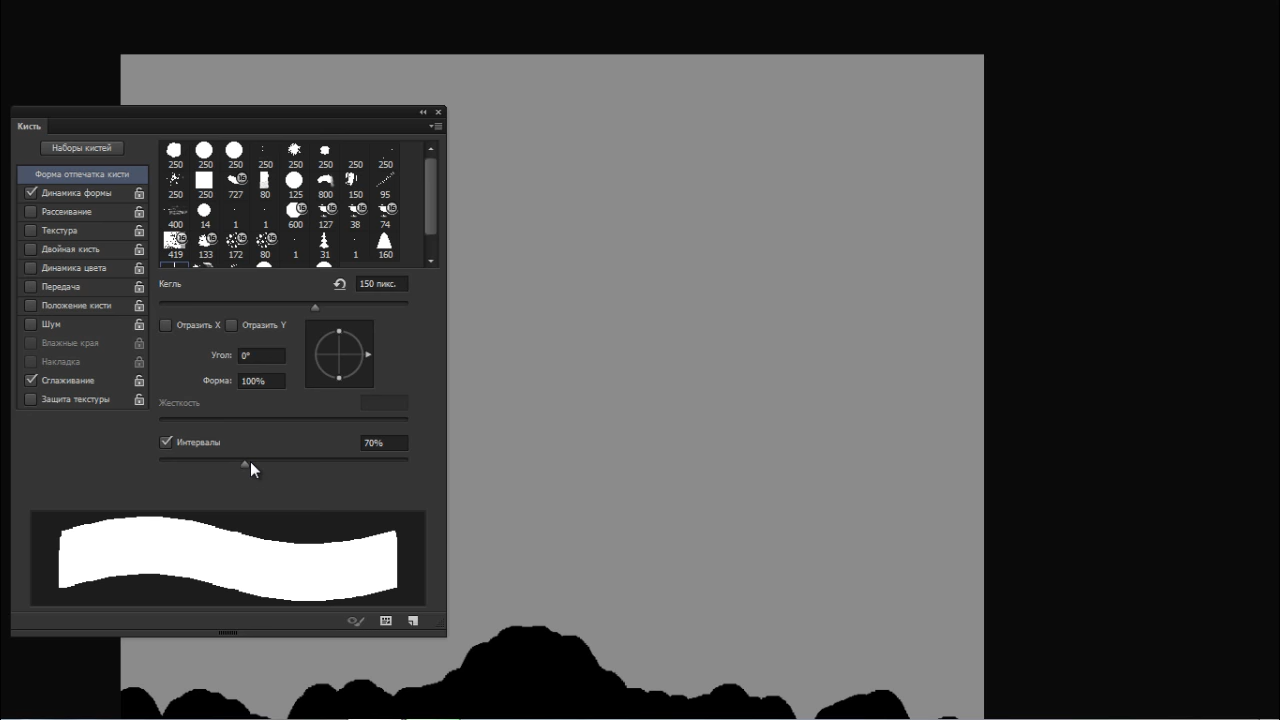 Кисть
Наборы кистей
Форма отпечатка кисти
Динамика формы
Рассеивание
Текстура
Двойная кисть
Динамика цвета
Передача
Положение кисти
Шум
Влажные края
Накладка
Сглаживание
Защита текстуры
250 250 250 250 250 250 250 250
250 250 727 80 125 800 150 95
400 14 1 1 600 127 38 74
419 133 172 80 1 31 1 160
Кегль 150 пикс.
Отразить X Отразить Y
Угол: 0°
Форма: 100%
Жесткость
Интервалы 70%